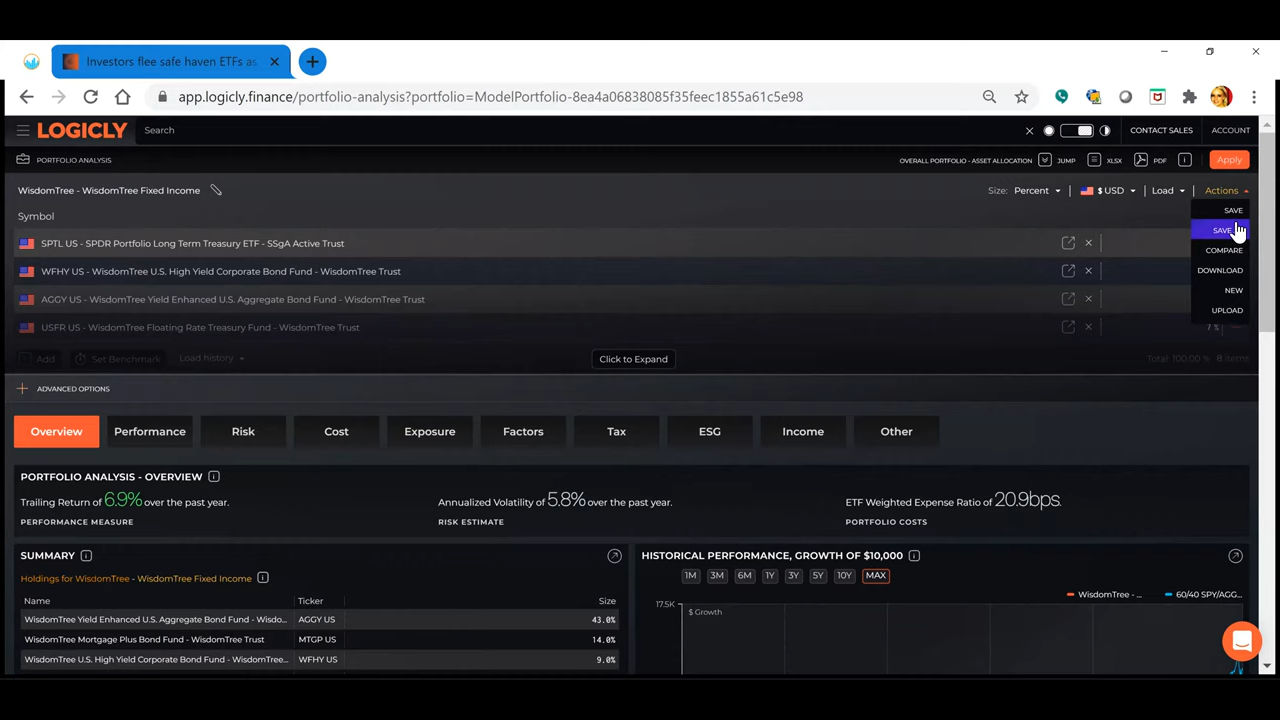 Investors flee safe haven ETFs as
app.logicly.finance/portfolio-analysis?portfolio=ModelPortfolio-8ea4a06838085f35feec1855a61c5e98
LOGICLY
Search
CONTACT SALES
ACCOUNT
PORTFOLIO ANALYSIS
OVERALL PORTFOLIO - ASSET ALLOCATION
JUMP
XLSX
PDF
Apply
WisdomTree - WisdomTree Fixed Income
Size: Percent
$ USD
Load
Actions
Symbol
SAVE
SAVE
COMPARE
DOWNLOAD
NEW
UPLOAD
SPTL US - SPDR Portfolio Long Term Treasury ETF - SSgA Active Trust
WFHY US - WisdomTree U.S. High Yield Corporate Bond Fund - WisdomTree Trust
AGGY US - WisdomTree Yield Enhanced U.S. Aggregate Bond Fund - WisdomTree Trust
USFR US - WisdomTree Floating Rate Treasury Fund - WisdomTree Trust
7 %
Add
Set Benchmark
Load history
Click to Expand
Total: 100.00 % 8 items
ADVANCED OPTIONS
Overview
Performance
Risk
Cost
Exposure
Factors
Tax
ESG
Income
Other
PORTFOLIO ANALYSIS - OVERVIEW
Trailing Return of 6.9% over the past year.
PERFORMANCE MEASURE
Annualized Volatility of 5.8% over the past year.
RISK ESTIMATE
ETF Weighted Expense Ratio of 20.9bps.
PORTFOLIO COSTS
SUMMARY
Holdings for WisdomTree - WisdomTree Fixed Income
Name Ticker Size
WisdomTree Yield Enhanced U.S. Aggregate Bond Fund - Wisdo... AGGY US 43.0%
WisdomTree Mortgage Plus Bond Fund - WisdomTree Trust MTGP US 14.0%
WisdomTree U.S. High Yield Corporate Bond Fund - WisdomTree... WFHY US 9.0%
HISTORICAL PERFORMANCE, GROWTH OF $10,000
1M 3M 6M 1Y 3Y 5Y 10Y MAX
WisdomTree - ... 60/40 SPY/AGG...
17.5K
$ Growth